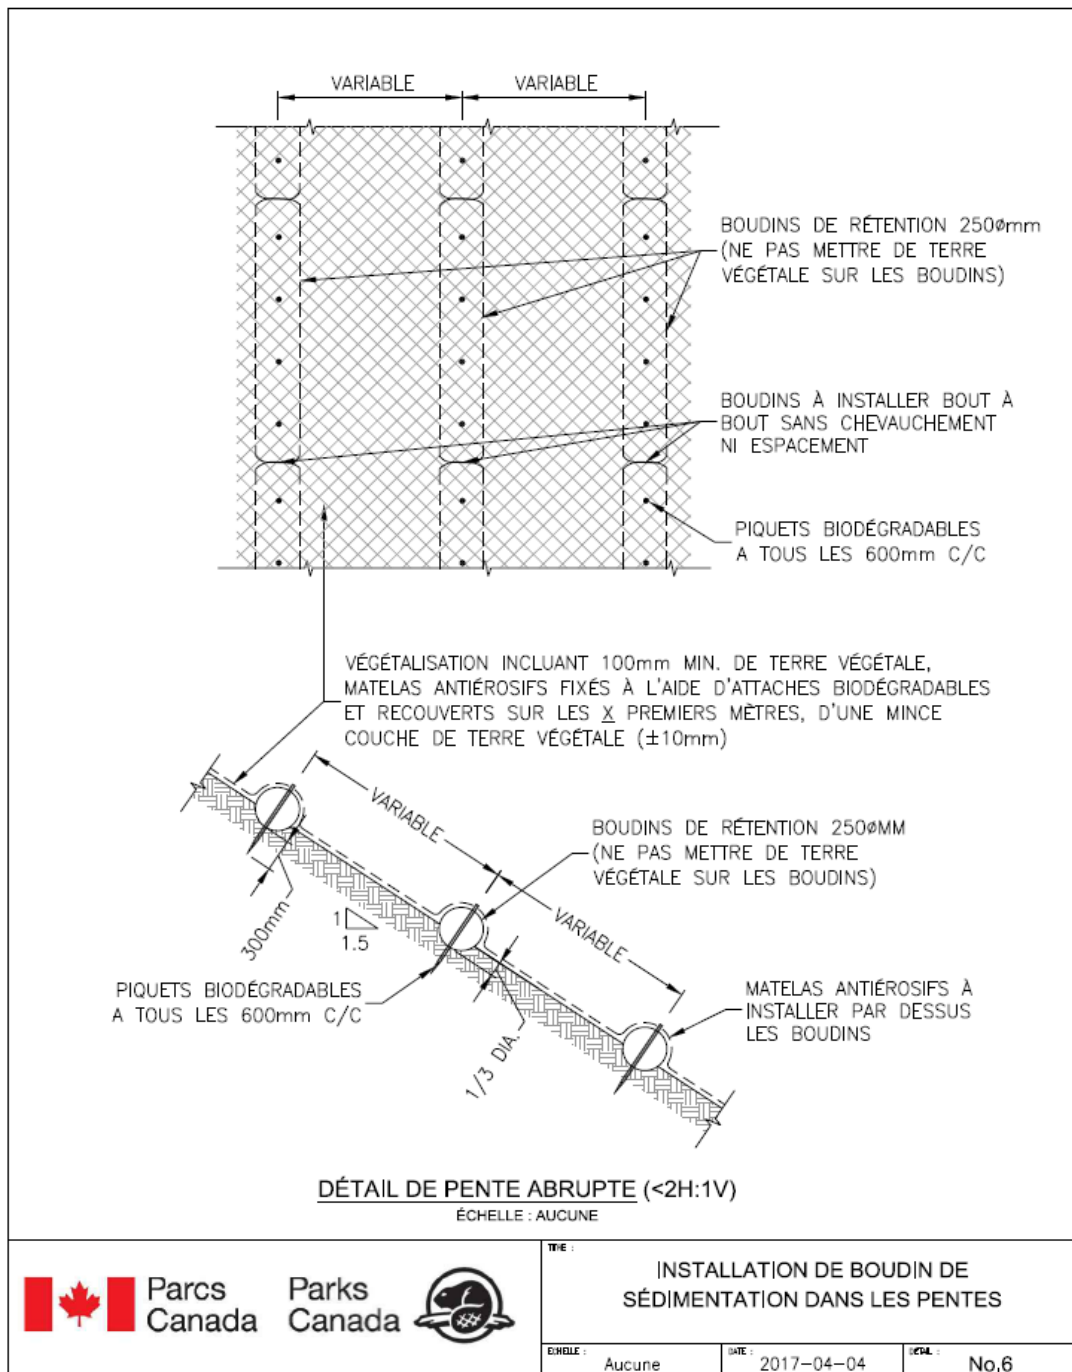 VARIABLE
VARIABLE
BOUDINS DE RÉTENTION 250ømm
(NE PAS METTRE DE TERRE
VÉGÉTALE SUR LES BOUDINS)
BOUDINS À INSTALLER BOUT À
BOUT SANS CHEVAUCHEMENT
NI ESPACEMENT
PIQUETS BIODÉGRADABLES
A TOUS LES 600mm C/C
VÉGÉTALISATION INCLUANT 100mm MIN. DE TERRE VÉGÉTALE,
MATELAS ANTIÉROSIFS FIXÉS À L'AIDE D'ATTACHES BIODÉGRADABLES
ET RECOUVERTS SUR LES X PREMIERS MÈTRES, D'UNE MINCE
COUCHE DE TERRE VÉGÉTALE (±10mm)
VARIABLE
BOUDINS DE RÉTENTION 250øMM
(NE PAS METTRE DE TERRE
VÉGÉTALE SUR LES BOUDINS)
VARIABLE
300mm
1
1.5
PIQUETS BIODÉGRADABLES
A TOUS LES 600mm C/C
1/3 DIA.
MATELAS ANTIÉROSIFS À
INSTALLER PAR DESSUS
LES BOUDINS
DÉTAIL DE PENTE ABRUPTE (<2H:1V)
ÉCHELLE : AUCUNE
Parcs
Canada
Parks
Canada
TITRE :
INSTALLATION DE BOUDIN DE
SÉDIMENTATION DANS LES PENTES
ECHELLE :
Aucune
DATE :
2017-04-04
DETAIL :
No.6